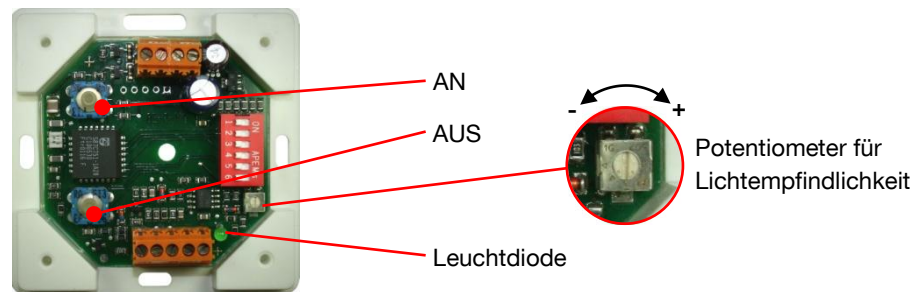 AN
AUS
- +
Potentiometer für
Lichtempfindlichkeit
Leuchtdiode
ON
1
2
3
4
5
6
APEM